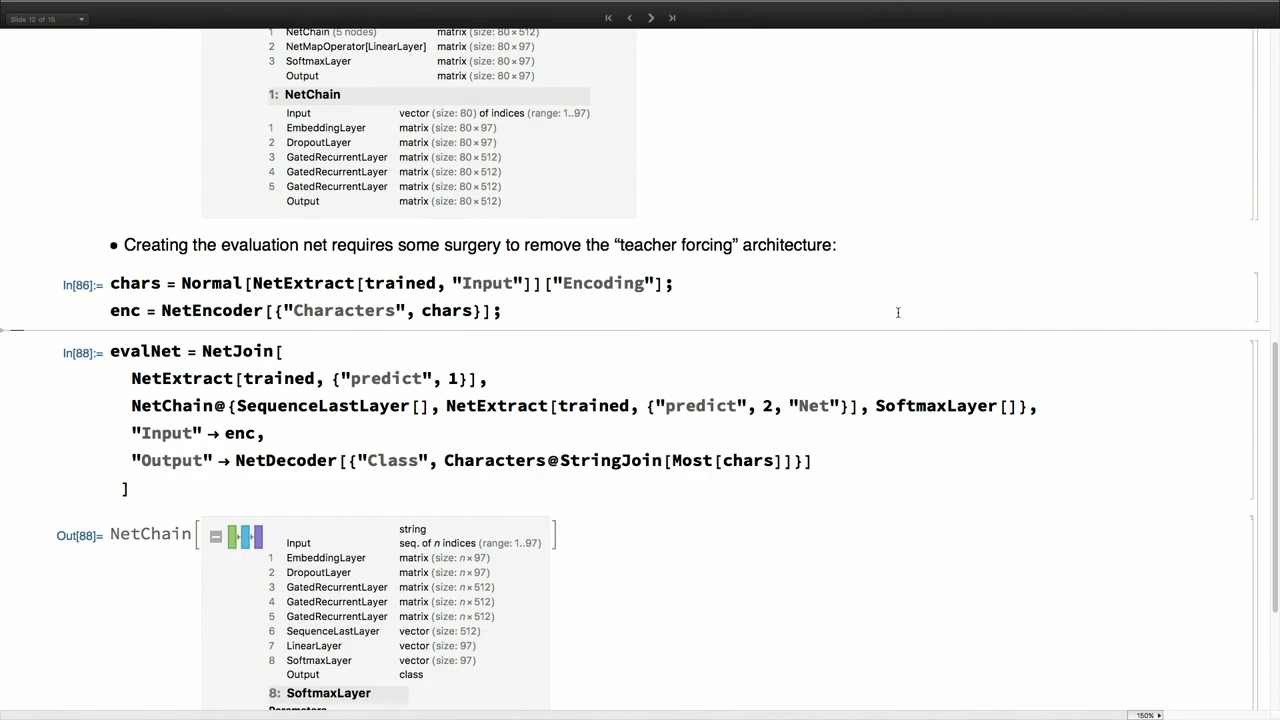 Slide 12 of 15
1 NetChain (5 nodes) matrix (size: 80×512)
2 NetMapOperator[LinearLayer] matrix (size: 80×97)
3 SoftmaxLayer matrix (size: 80×97)
Output matrix (size: 80×97)
1: NetChain
Input vector (size: 80) of indices (range: 1..97)
1 EmbeddingLayer matrix (size: 80×97)
2 DropoutLayer matrix (size: 80×97)
3 GatedRecurrentLayer matrix (size: 80×512)
4 GatedRecurrentLayer matrix (size: 80×512)
5 GatedRecurrentLayer matrix (size: 80×512)
Output matrix (size: 80×512)
• Creating the evaluation net requires some surgery to remove the “teacher forcing” architecture:
In[86]:= chars = Normal[NetExtract[trained, "Input"]]["Encoding"];
enc = NetEncoder[{"Characters", chars}];
In[88]:= evalNet = NetJoin[
NetExtract[trained, {"predict", 1}],
NetChain@{SequenceLastLayer[], NetExtract[trained, {"predict", 2, "Net"}], SoftmaxLayer[]},
"Input" → enc,
"Output" → NetDecoder[{"Class", Characters@StringJoin[Most[chars]]}]
]
Out[88]= NetChain[
string
Input seq. of n indices (range: 1..97) ]
1 EmbeddingLayer matrix (size: n×97)
2 DropoutLayer matrix (size: n×97)
3 GatedRecurrentLayer matrix (size: n×512)
4 GatedRecurrentLayer matrix (size: n×512)
5 GatedRecurrentLayer matrix (size: n×512)
6 SequenceLastLayer vector (size: 512)
7 LinearLayer vector (size: 97)
8 SoftmaxLayer vector (size: 97)
Output class
8: SoftmaxLayer
Parameters
150%